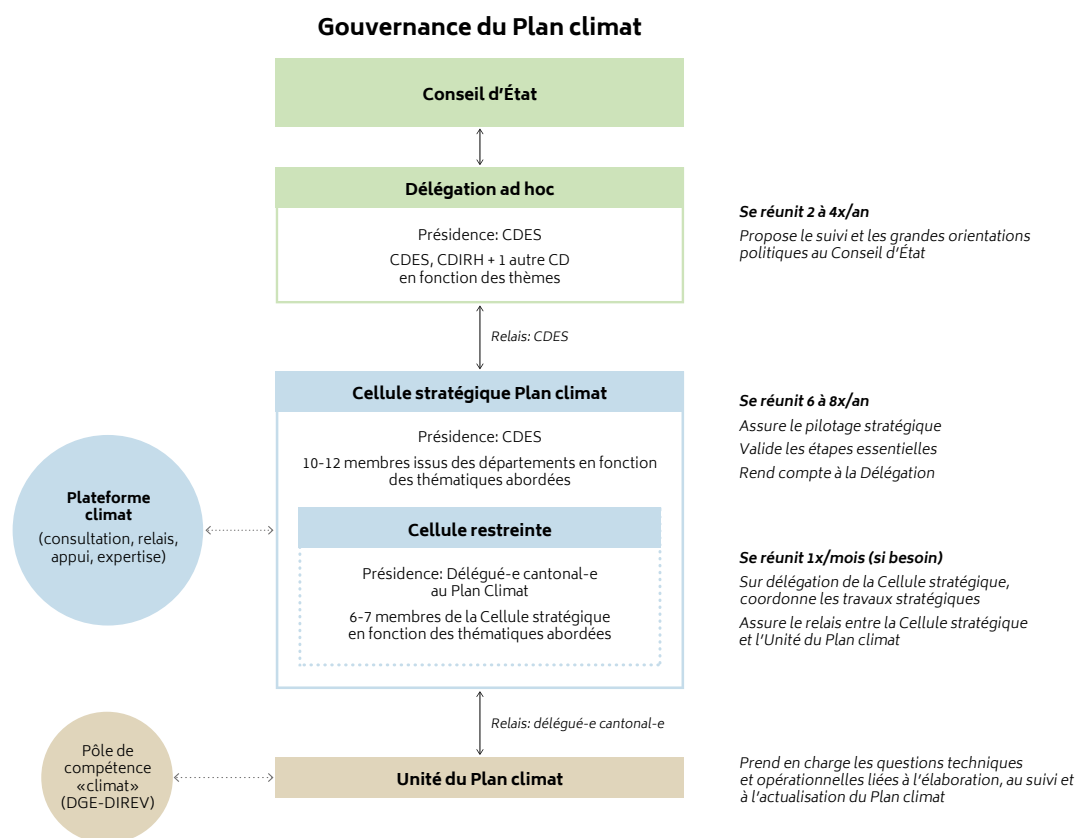 Gouvernance du Plan climat
Conseil d'État
Délégation ad hoc
Présidence: CDES
CDES, CDIRH + 1 autre CD
en fonction des thèmes
Se réunit 2 à 4x/an
Propose le suivi et les grandes orientations
politiques au Conseil d'État
Relais: CDES
Cellule stratégique Plan climat
Présidence: CDES
10-12 membres issus des départements en fonction
des thématiques abordées
Se réunit 6 à 8x/an
Assure le pilotage stratégique
Valide les étapes essentielles
Rend compte à la Délégation
Plateforme
climat
(consultation, relais,
appui, expertise)
Cellule restreinte
Présidence: Délégué-e cantonal-e
au Plan Climat
6-7 membres de la Cellule stratégique
en fonction des thématiques abordées
Se réunit 1x/mois (si besoin)
Sur délégation de la Cellule stratégique,
coordonne les travaux stratégiques
Assure le relais entre la Cellule stratégique
et l'Unité du Plan climat
Relais: délégué-e cantonal-e
Pôle de
compétence
«climat»
(DGE-DIREV)
Unité du Plan climat
Prend en charge les questions techniques
et opérationnelles liées à l'élaboration, au suivi et
à l'actualisation du Plan climat